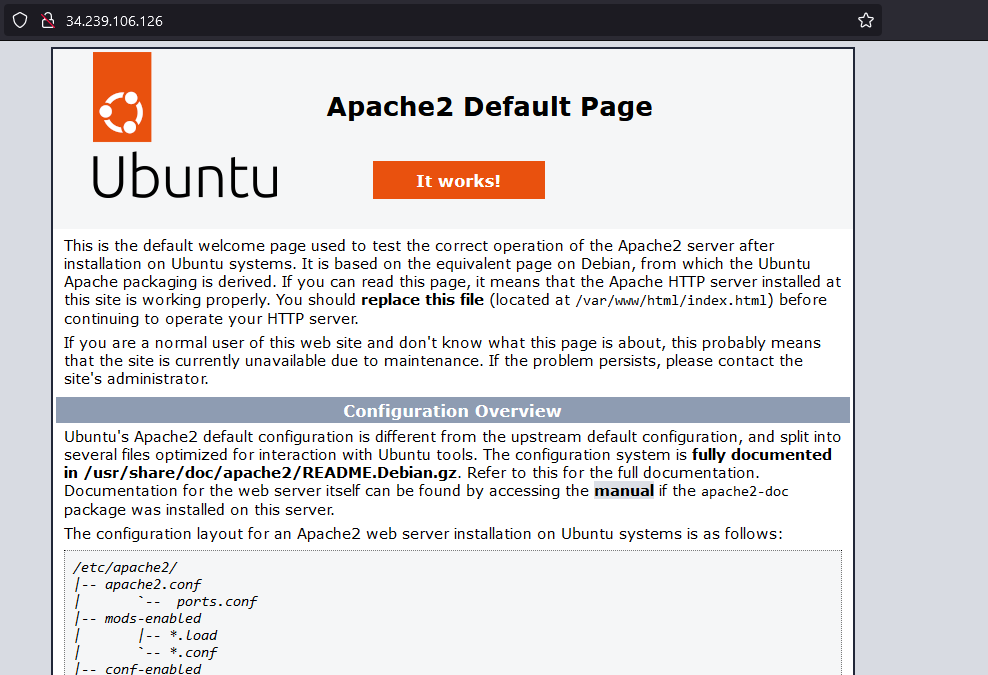 34.239.106.126
Apache2 Default Page
Ubuntu
It works!
This is the default welcome page used to test the correct operation of the Apache2 server after
installation on Ubuntu systems. It is based on the equivalent page on Debian, from which the Ubuntu
Apache packaging is derived. If you can read this page, it means that the Apache HTTP server installed at
this site is working properly. You should replace this file (located at /var/www/html/index.html) before
continuing to operate your HTTP server.
If you are a normal user of this web site and don't know what this page is about, this probably means
that the site is currently unavailable due to maintenance. If the problem persists, please contact the
site's administrator.
Configuration Overview
Ubuntu's Apache2 default configuration is different from the upstream default configuration, and split into
several files optimized for interaction with Ubuntu tools. The configuration system is fully documented
in /usr/share/doc/apache2/README.Debian.gz. Refer to this for the full documentation.
Documentation for the web server itself can be found by accessing the manual if the apache2-doc
package was installed on this server.
The configuration layout for an Apache2 web server installation on Ubuntu systems is as follows:
/etc/apache2/
|-- apache2.conf
|       `--  ports.conf
|-- mods-enabled
|       |-- *.load
|       `-- *.conf
|-- conf-enabled